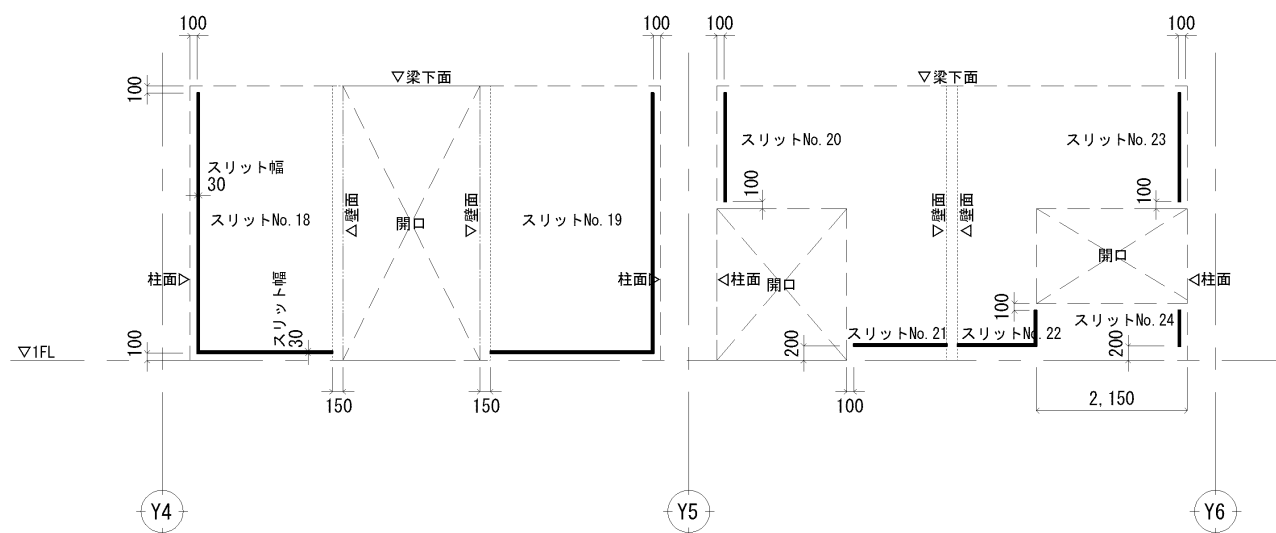 100
100
100
100
▽梁下面
▽梁下面
100
スリット幅
30
スリットNo.18
△壁面
開口
▽壁面
スリットNo.19
スリットNo.20
スリットNo.23
100
100
▽壁面
△壁面
開口
柱面▷
柱面▷
◁柱面
開口
◁柱面
スリット幅
30
100
スリットNo.21
スリットNo.22
スリットNo.24
▽1FL
100
200
200
150
150
100
2,150
Y4
Y5
Y6